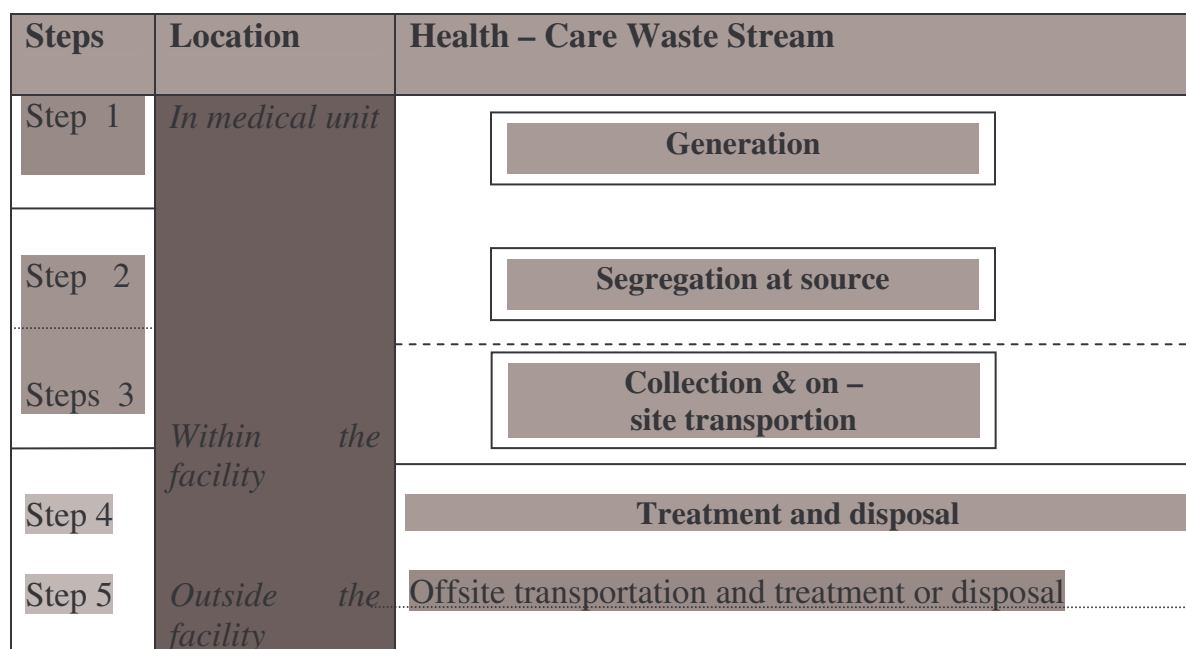 Steps Location Health – Care Waste Stream
Step 1 In medical unit
Generation
Step 2
Segregation at source
Steps 3
Collection & on –
site transportion
Within the
facility
Step 4
Treatment and disposal
Step 5 Outside the Offsite transportation and treatment or disposal
facility